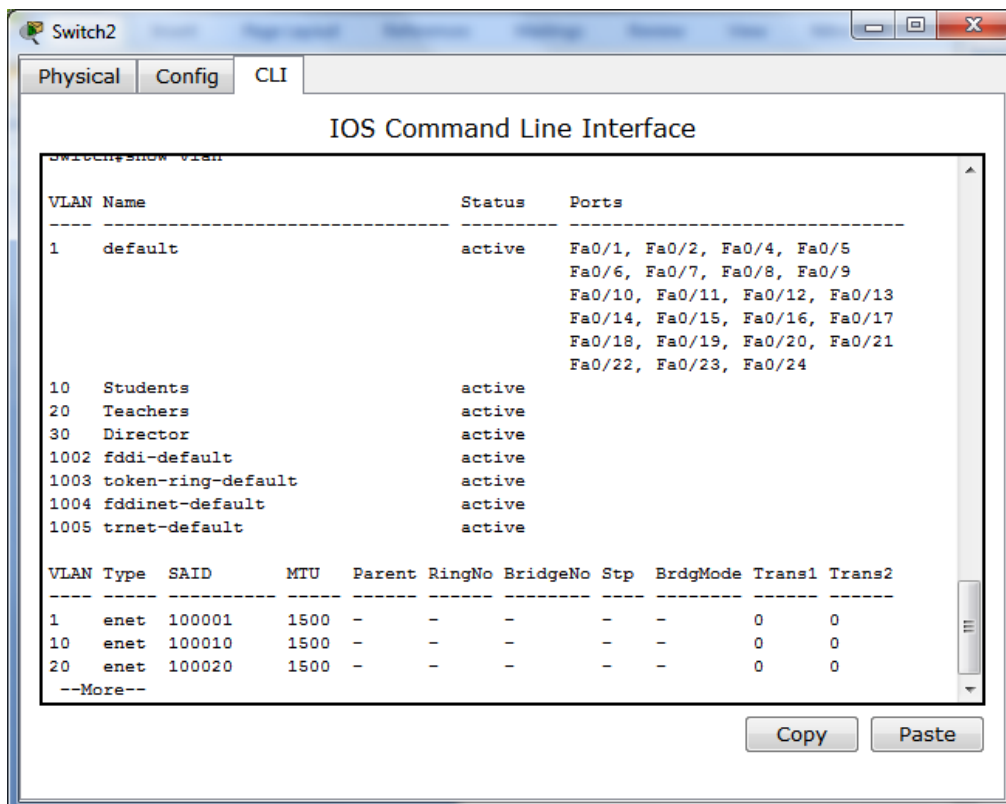 Switch2
Physical Config CLI
IOS Command Line Interface
Switch#show vlan
VLAN Name Status Ports
---- -------------------------------- --------- -------------------------------
1 default active Fa0/1, Fa0/2, Fa0/4, Fa0/5
Fa0/6, Fa0/7, Fa0/8, Fa0/9
Fa0/10, Fa0/11, Fa0/12, Fa0/13
Fa0/14, Fa0/15, Fa0/16, Fa0/17
Fa0/18, Fa0/19, Fa0/20, Fa0/21
Fa0/22, Fa0/23, Fa0/24
10 Students active
20 Teachers active
30 Director active
1002 fddi-default active
1003 token-ring-default active
1004 fddinet-default active
1005 trnet-default active
VLAN Type SAID MTU Parent RingNo BridgeNo Stp BrdgMode Trans1 Trans2
---- ----- ---------- ----- ------ ------ -------- ---- -------- ------ ------
1 enet 100001 1500 - - - - - 0 0
10 enet 100010 1500 - - - - - 0 0
20 enet 100020 1500 - - - - - 0 0
--More--
Copy Paste